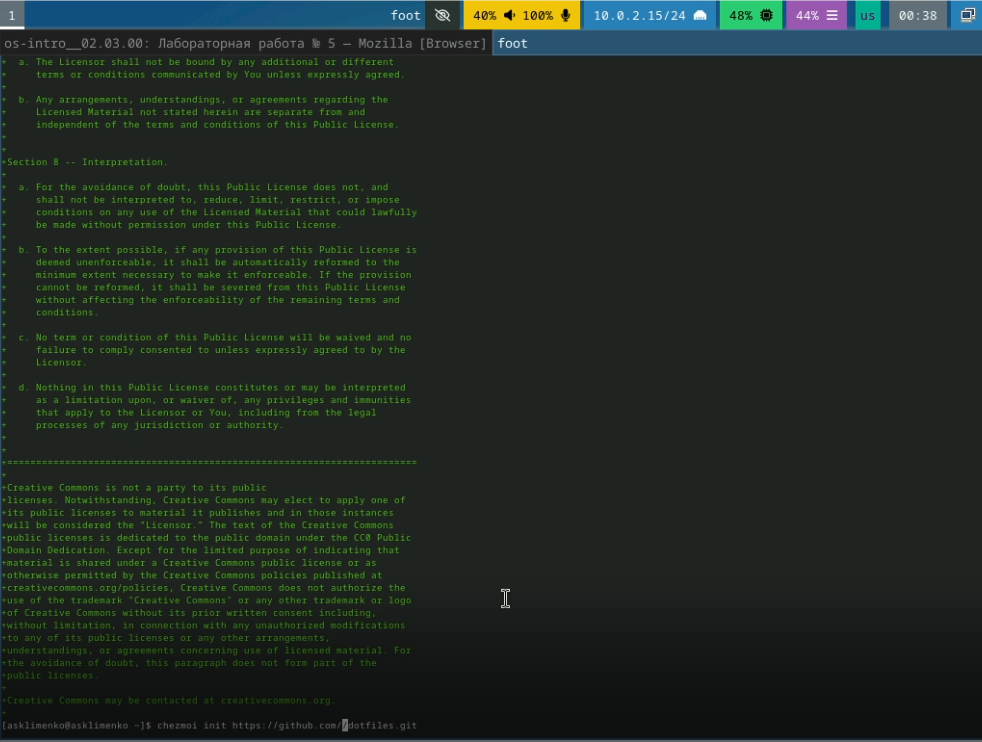 1 foot 40% 100% 10.0.2.15/24 48% 44% us 00:38
os-intro__02.03.00: Лабораторная работа № 5 — Mozilla [Browser] foot
+  a. The Licensor shall not be bound by any additional or different
+     terms or conditions communicated by You unless expressly agreed.
+
+  b. Any arrangements, understandings, or agreements regarding the
+     Licensed Material not stated herein are separate from and
+     independent of the terms and conditions of this Public License.
+
+
+Section 8 -- Interpretation.
+
+  a. For the avoidance of doubt, this Public License does not, and
+     shall not be interpreted to, reduce, limit, restrict, or impose
+     conditions on any use of the Licensed Material that could lawfully
+     be made without permission under this Public License.
+
+  b. To the extent possible, if any provision of this Public License is
+     deemed unenforceable, it shall be automatically reformed to the
+     minimum extent necessary to make it enforceable. If the provision
+     cannot be reformed, it shall be severed from this Public License
+     without affecting the enforceability of the remaining terms and
+     conditions.
+
+  c. No term or condition of this Public License will be waived and no
+     failure to comply consented to unless expressly agreed to by the
+     Licensor.
+
+  d. Nothing in this Public License constitutes or may be interpreted
+     as a limitation upon, or waiver of, any privileges and immunities
+     that apply to the Licensor or You, including from the legal
+     processes of any jurisdiction or authority.
+
+
+=======================================================================
+
+Creative Commons is not a party to its public
+licenses. Notwithstanding, Creative Commons may elect to apply one of
+its public licenses to material it publishes and in those instances
+will be considered the "Licensor." The text of the Creative Commons
+public licenses is dedicated to the public domain under the CC0 Public
+Domain Dedication. Except for the limited purpose of indicating that
+material is shared under a Creative Commons public license or as
+otherwise permitted by the Creative Commons policies published at
+creativecommons.org/policies, Creative Commons does not authorize the
+use of the trademark "Creative Commons" or any other trademark or logo
+of Creative Commons without its prior written consent including,
+without limitation, in connection with any unauthorized modifications
+to any of its public licenses or any other arrangements,
+understandings, or agreements concerning use of licensed material. For
+the avoidance of doubt, this paragraph does not form part of the
+public licenses.
+
+Creative Commons may be contacted at creativecommons.org.
+
[asklimenko@asklimenko ~]$ chezmoi init https://github.com//dotfiles.git